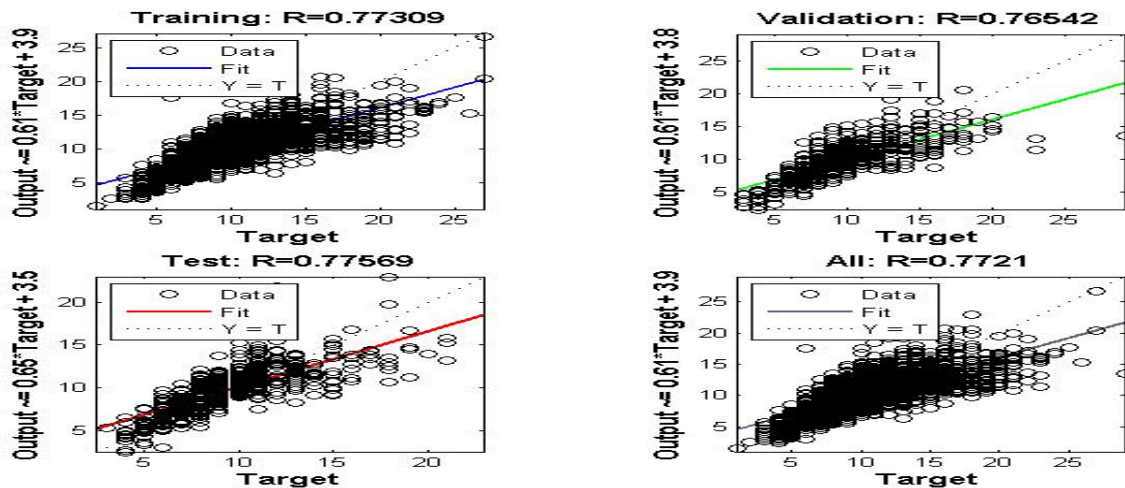 Training: R=0.77309
Output ~= 0.61*Target + 3.9
25
20
15
10
5
Data
Fit
Y = T
5
10
15
20
25
Target
Validation: R=0.76542
Output ~= 0.61*Target + 3.8
25
20
15
10
5
Data
Fit
Y = T
5
10
15
20
25
Target
Test: R=0.77569
Output ~= 0.65*Target + 3.5
20
15
10
5
Data
Fit
Y = T
5
10
15
20
Target
All: R=0.7721
Output ~= 0.61*Target + 3.9
25
20
15
10
5
Data
Fit
Y = T
5
10
15
20
25
Target